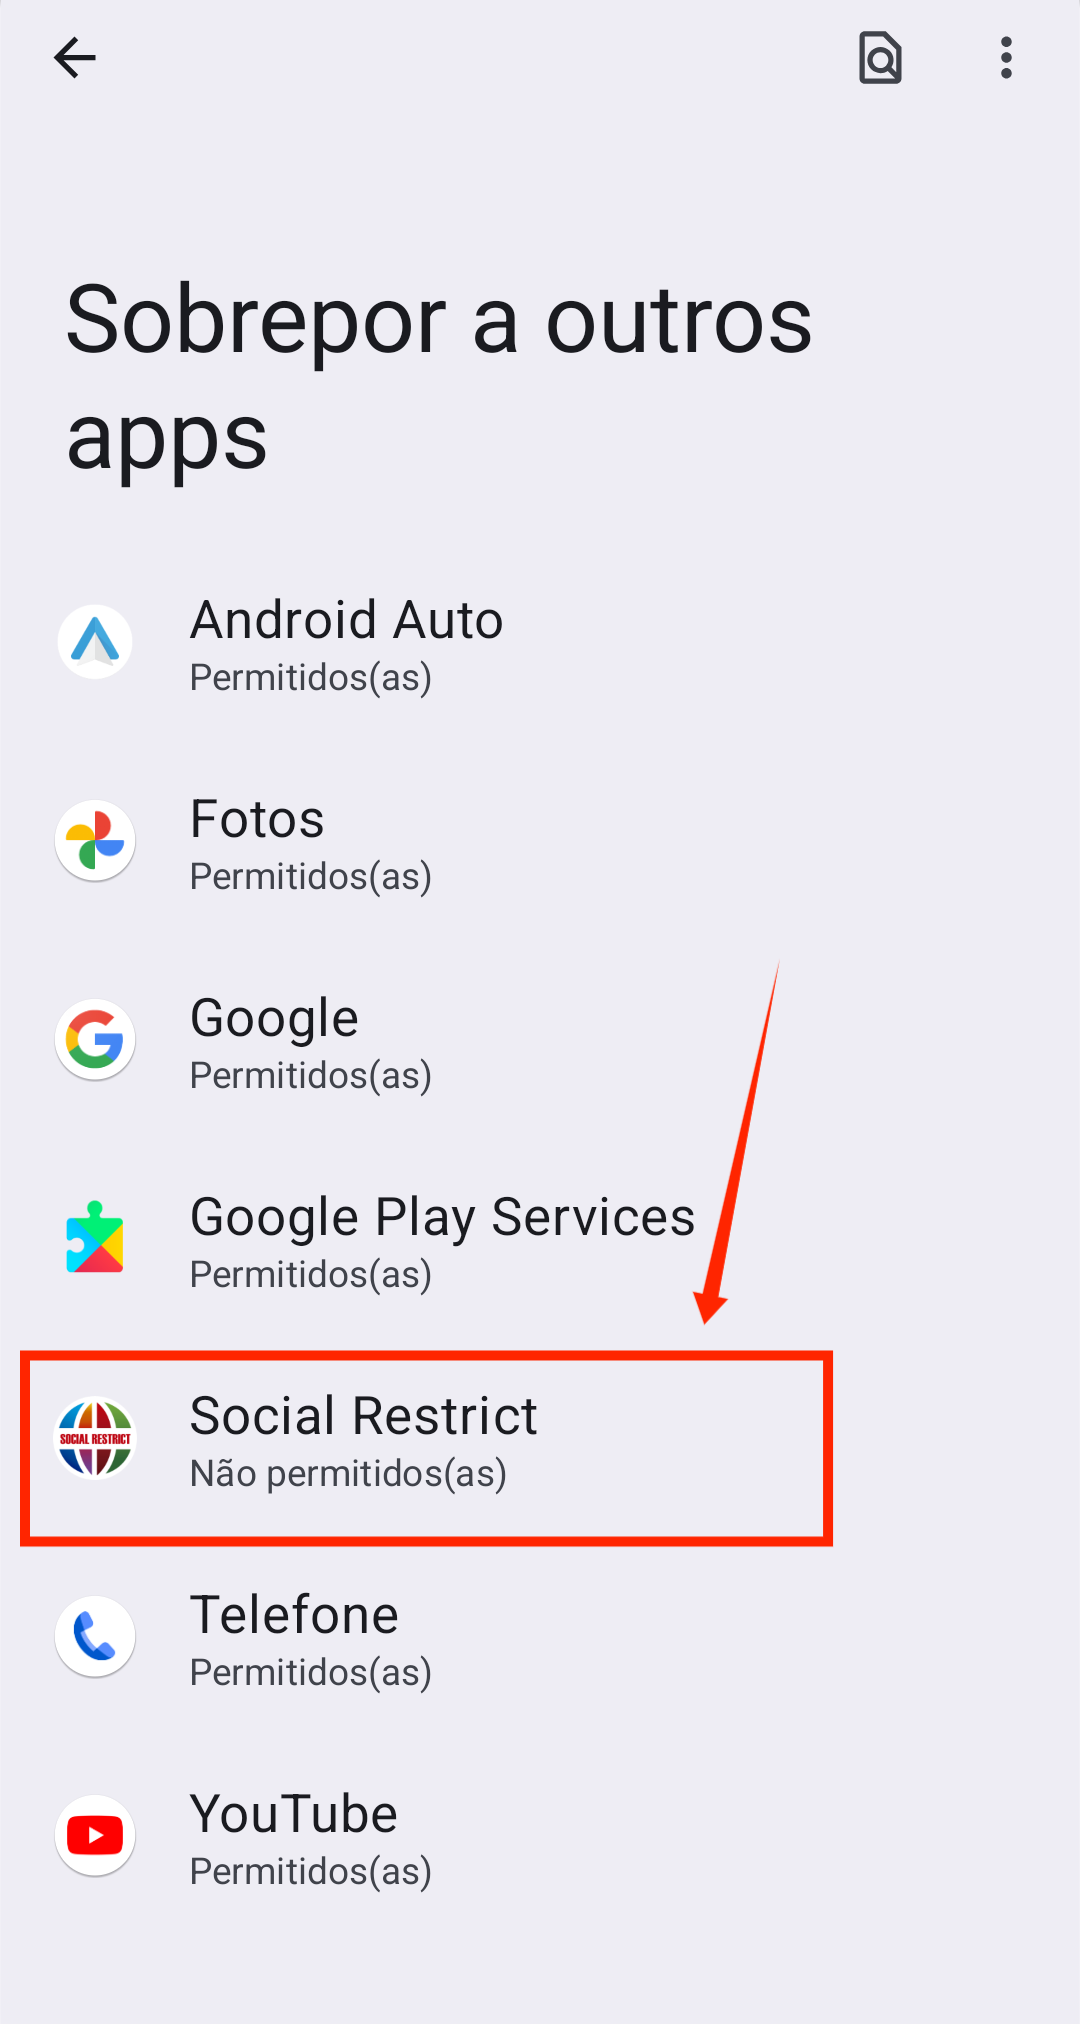 Sobrepor a outros
apps
Android Auto
Permitidos(as)
Fotos
Permitidos(as)
Google
Permitidos(as)
Google Play Services
Permitidos(as)
SOCIAL RESTRICT
Social Restrict
Não permitidos(as)
Telefone
Permitidos(as)
YouTube
Permitidos(as)